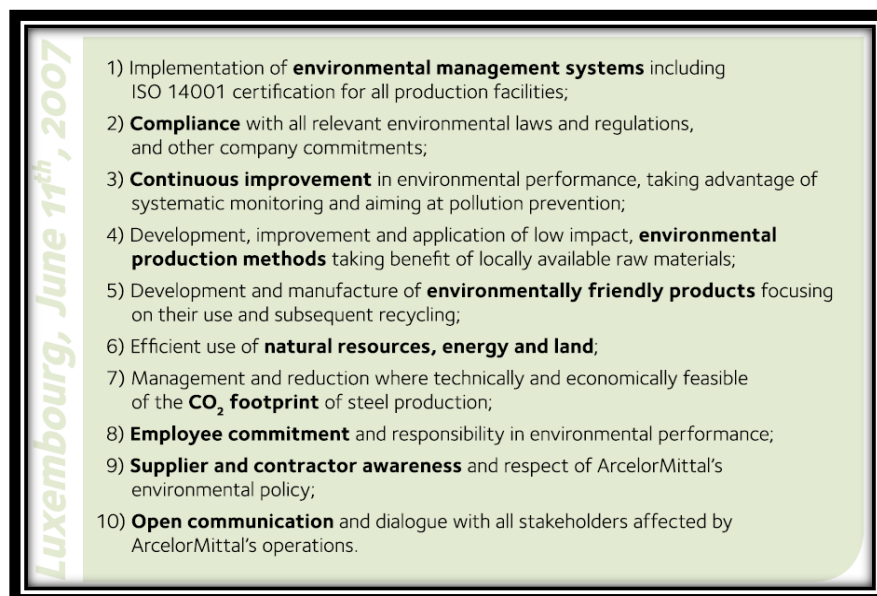 Luxembourg, June 11th, 2007
1) Implementation of environmental management systems including
ISO 14001 certification for all production facilities;
2) Compliance with all relevant environmental laws and regulations,
and other company commitments;
3) Continuous improvement in environmental performance, taking advantage of
systematic monitoring and aiming at pollution prevention;
4) Development, improvement and application of low impact, environmental
production methods taking benefit of locally available raw materials;
5) Development and manufacture of environmentally friendly products focusing
on their use and subsequent recycling;
6) Efficient use of natural resources, energy and land;
7) Management and reduction where technically and economically feasible
of the CO₂ footprint of steel production;
8) Employee commitment and responsibility in environmental performance;
9) Supplier and contractor awareness and respect of ArcelorMittal's
environmental policy;
10) Open communication and dialogue with all stakeholders affected by
ArcelorMittal's operations.